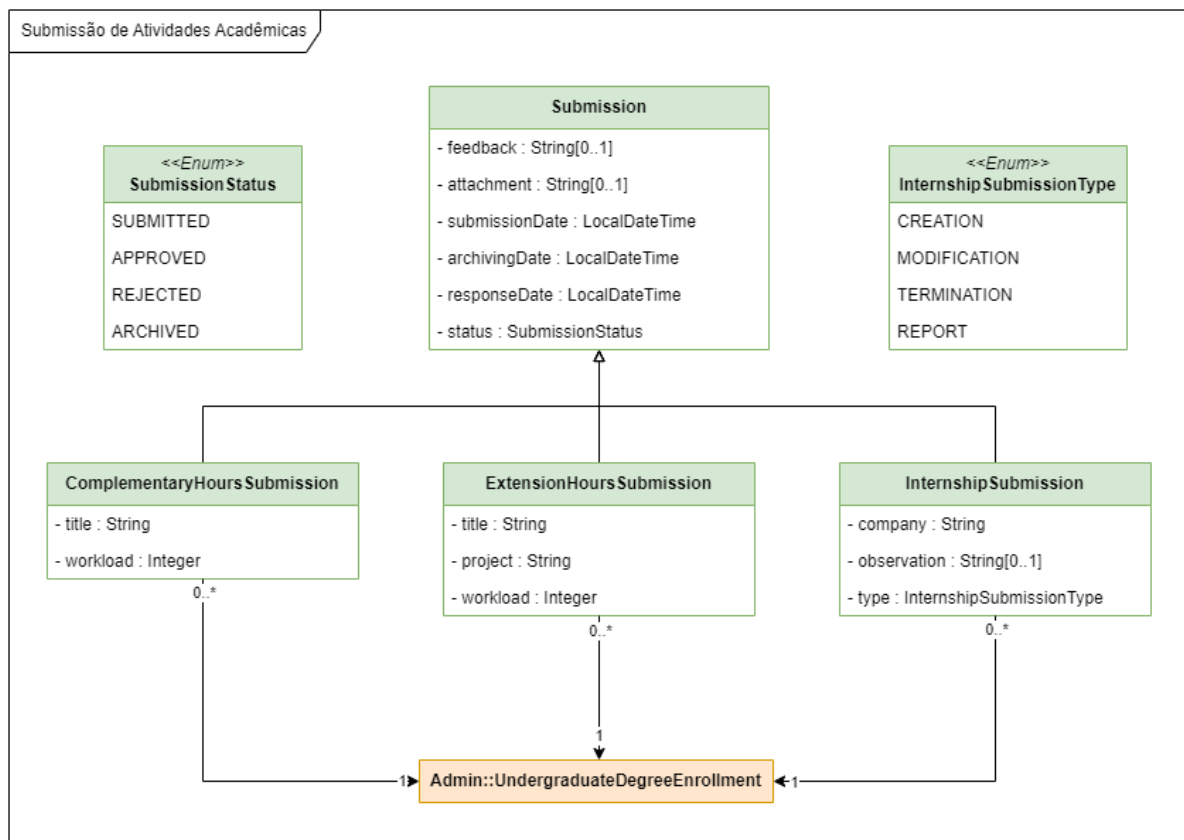 Submissão de Atividades Acadêmicas
Submission
- feedback : String[0..1]
- attachment : String[0..1]
- submissionDate : LocalDateTime
- archivingDate : LocalDateTime
- responseDate : LocalDateTime
- status : SubmissionStatus
<<Enum>>
SubmissionStatus
SUBMITTED
APPROVED
REJECTED
ARCHIVED
<<Enum>>
InternshipSubmissionType
CREATION
MODIFICATION
TERMINATION
REPORT
ComplementaryHoursSubmission
- title : String
- workload : Integer
0..*
ExtensionHoursSubmission
- title : String
- project : String
- workload : Integer
0..*
InternshipSubmission
- company : String
- observation : String[0..1]
- type : InternshipSubmissionType
0..*
1
1
Admin::UndergraduateDegreeEnrollment
1